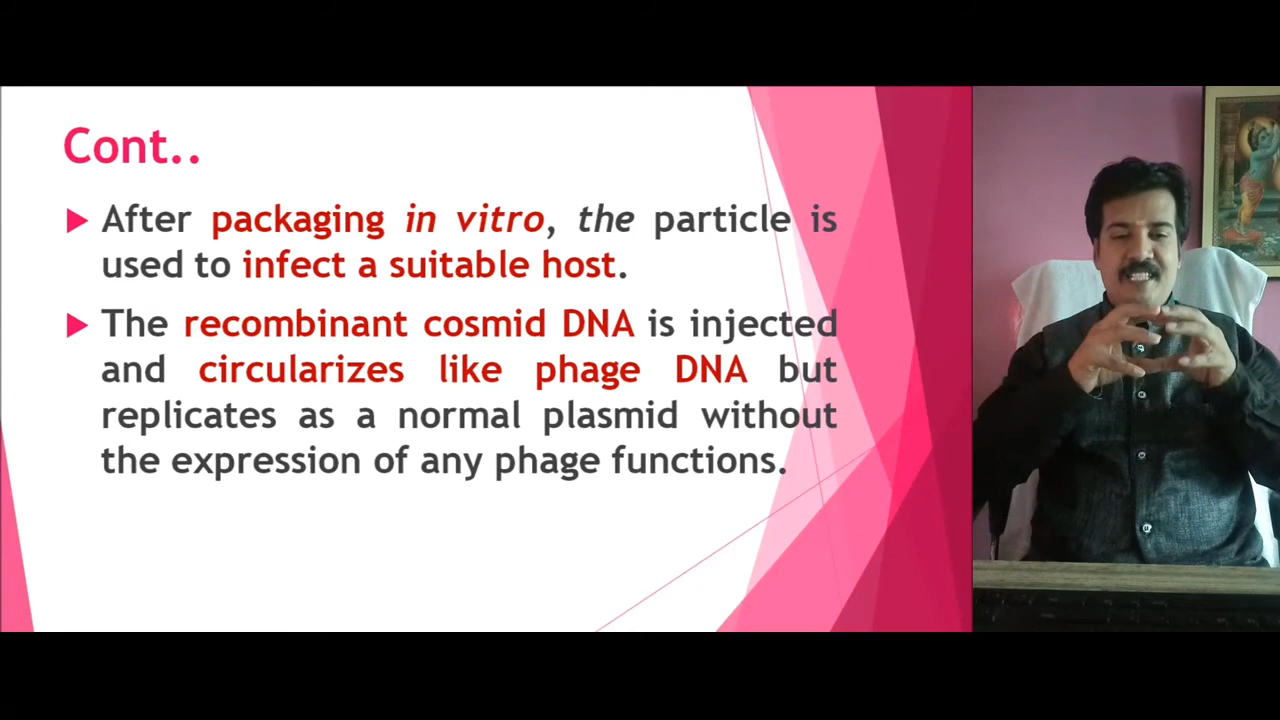 Cont..
After packaging in vitro, the particle is
used to infect a suitable host.
The recombinant cosmid DNA is injected
and circularizes like phage DNA but
replicates as a normal plasmid without
the expression of any phage functions.